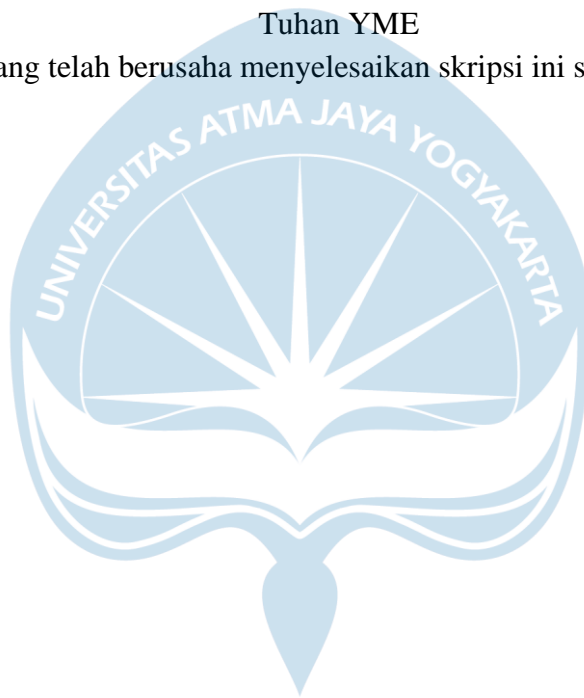 Tuhan YME
ang telah berusaha menyelesaikan skripsi ini s
UNIVERSITAS ATMA JAYA YOGYAKARTA